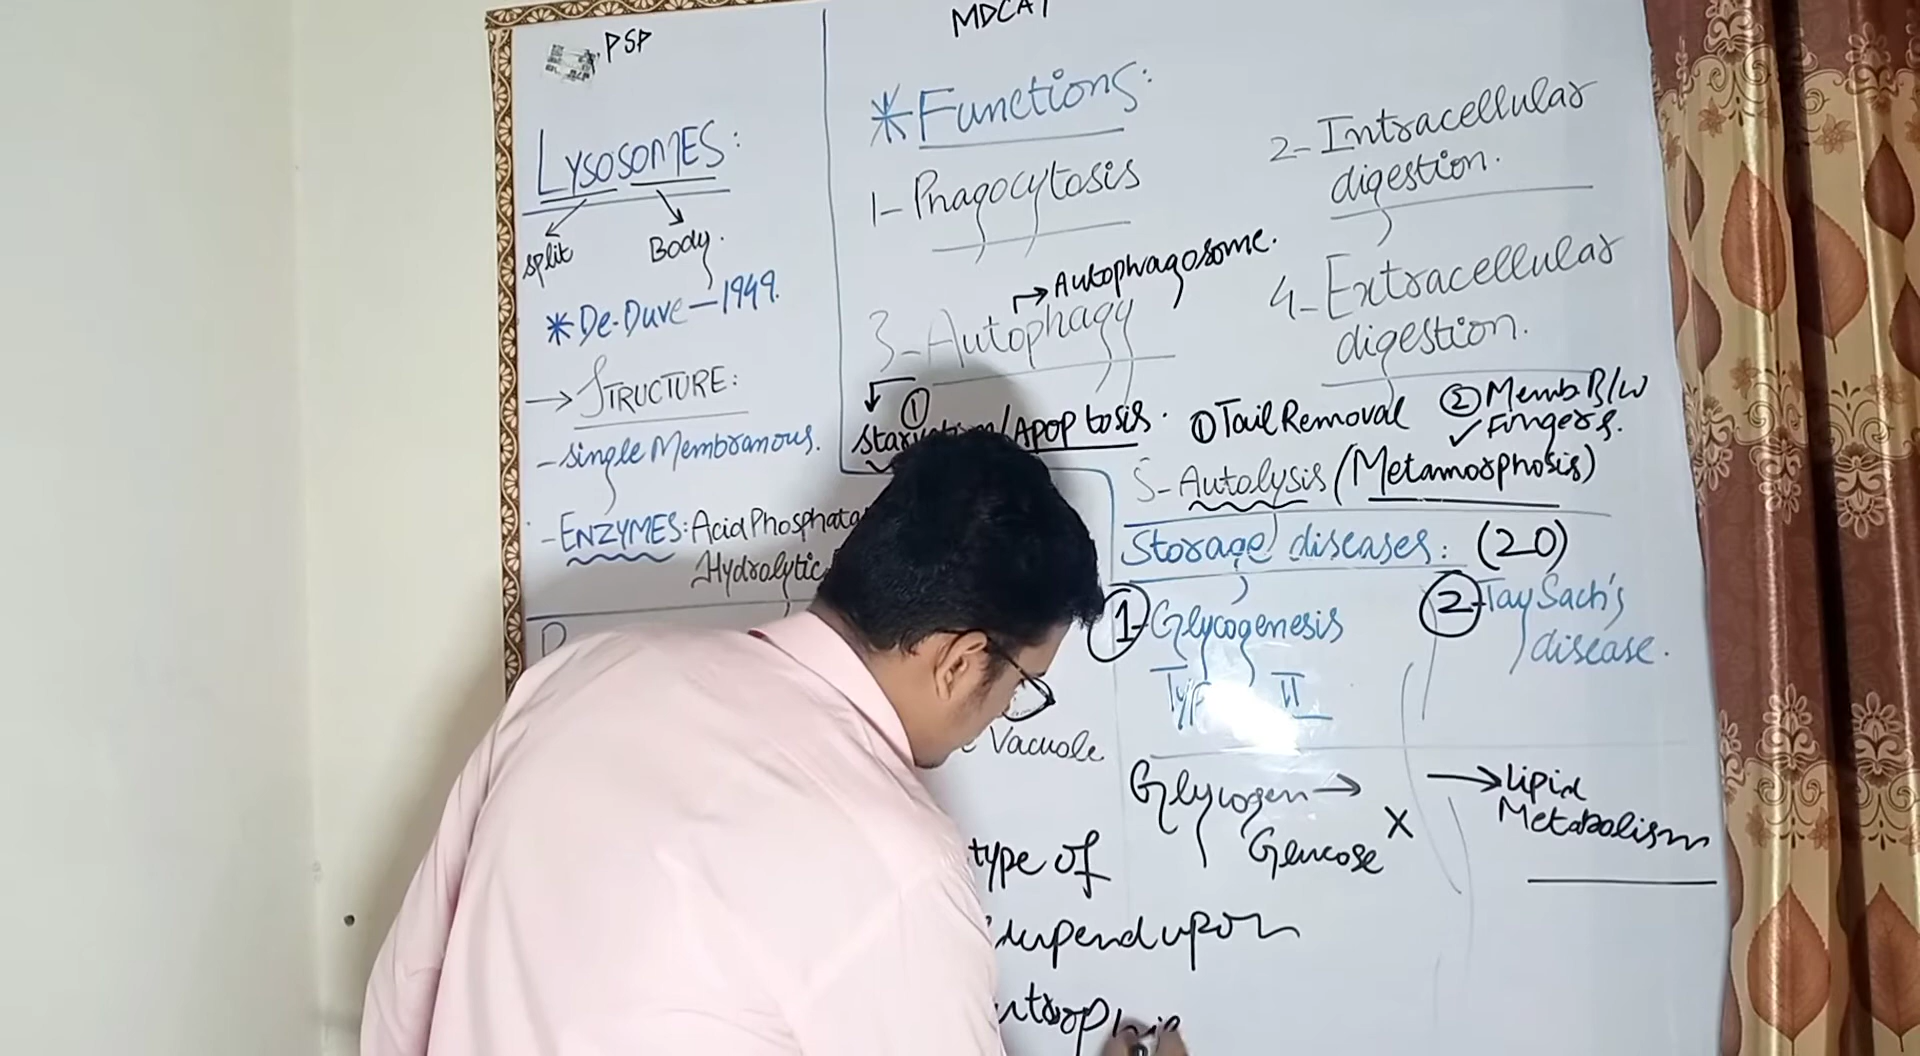 PSP
MDCAT
LYSOSOMES:
split
Body.
* De-Duve - 1949.
→ STRUCTURE:
- Single Membranous.
- ENZYMES: Acid Phosphata
Hydrolytic
* Functions:
1- Phagocytosis
2- Intracellular
digestion.
→ Autophagosome.
3- Autophagy
4- Extracellular
digestion.
①
/Apoptosis.
① Tail Removal
② Memb B/W
✓ Fingers.
5- Autolysis (Metamorphosis)
Storage diseases: (20)
1- Glycogenesis
Typ II
2- Tay Sach's
disease.
Vacuole
Glycogen →
Glucose X
→ Lipid
Metabolism
type of
depend upon